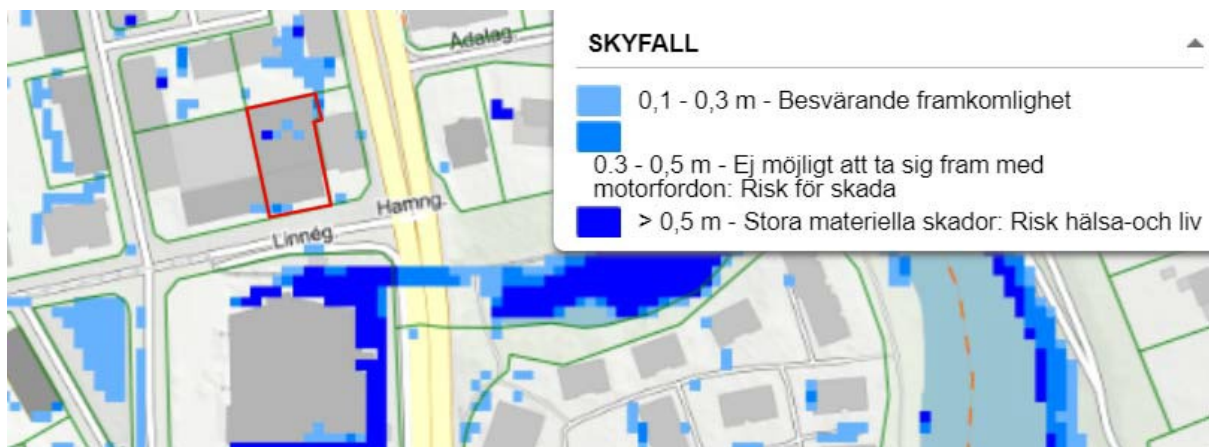 Ådalag.
Hamng.
Linnég
SKYFALL
0,1 - 0,3 m - Besvärande framkomlighet
0.3 - 0,5 m - Ej möjligt att ta sig fram med
motorfordon: Risk för skada
> 0,5 m - Stora materiella skador: Risk hälsa-och liv